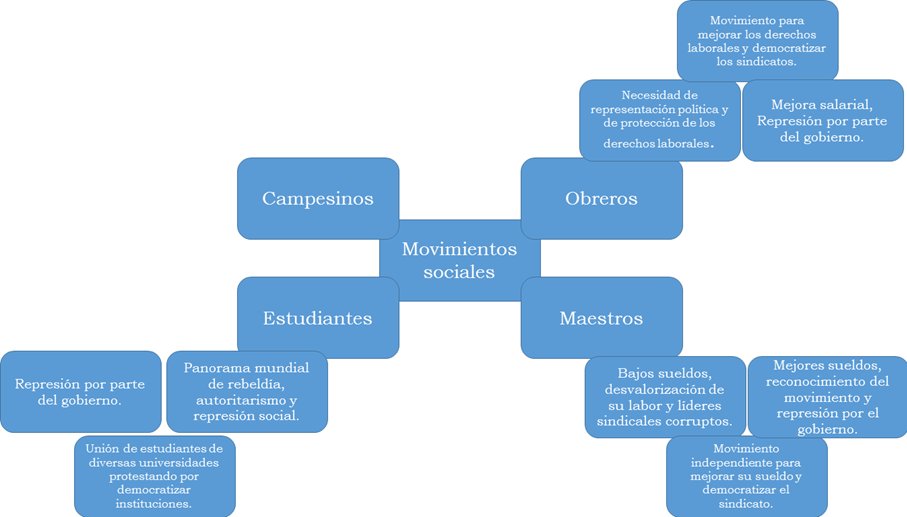 Movimiento para
mejorar los derechos
laborales y democratizar
los sindicatos.
Necesidad de
representación política y
de protección de los
derechos laborales.
Mejora salarial,
Represión por parte
del gobierno.
Campesinos
Obreros
Movimientos
sociales
Estudiantes
Maestros
Represión por parte
del gobierno.
Panorama mundial
de rebeldía,
autoritarismo y
represión social.
Unión de estudiantes de
diversas universidades
protestando por
democratizar
instituciones.
Bajos sueldos,
desvalorización de
su labor y líderes
sindicales corruptos.
Mejores sueldos,
reconocimiento del
movimiento y
represión por el
gobierno.
Movimiento
independiente para
mejorar su sueldo y
democratizar el
sindicato.